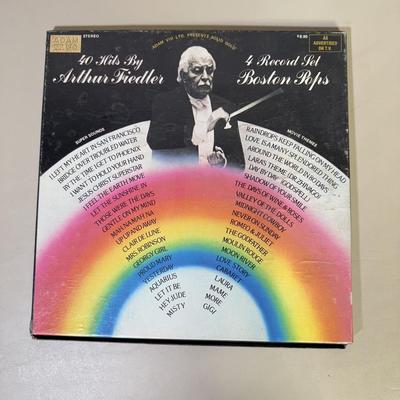 ADAM VIII LTD. PRESENTS SOLID GOLD
ADAM
VIII LTD
STEREO
$8.95
AS
ADVERTISED
ON T.V.
40 Hits By
Arthur Fiedler
4 Record Set
Boston Pops
SUPER SOUNDS
I LEFT MY HEART IN SAN FRANCISCO
BRIDGE OVER TROUBLED WATER
BY THE TIME I GET TO PHOENIX
I WANT TO HOLD YOUR HAND
JESUS CHRIST SUPERSTAR
I FEEL THE EARTH MOVE
LET THE SUNSHINE IN
THOSE WERE THE DAYS
GENTLE ON MY MIND
MAH NA MAH NA
UP UP AND AWAY
CLAIR DE LUNE
MRS. ROBINSON
GEORGY GIRL
PROUD MARY
YESTERDAY
AQUARIUS
LET IT BE
HEY JUDE
MISTY
MOVIE THEMES
RAINDROPS KEEP FALLING ON MY HEAD
LOVE IS A MANY SPLENDORED THING
AROUND THE WORLD IN 80 DAYS
LARA'S THEME (DR. ZHIVAGO)
DAY BY DAY (GODSPELL)
SHADOW OF YOUR SMILE
THE DAYS OF WINE & ROSES
VALLEY OF THE DOLLS
MIDNIGHT COWBOY
NEVER ON SUNDAY
ROMEO & JULIET
THE GODFATHER
MOULIN ROUGE
MOON RIVER
LOVE STORY
CABARET
LAURA
MAME
MORE
GIGI